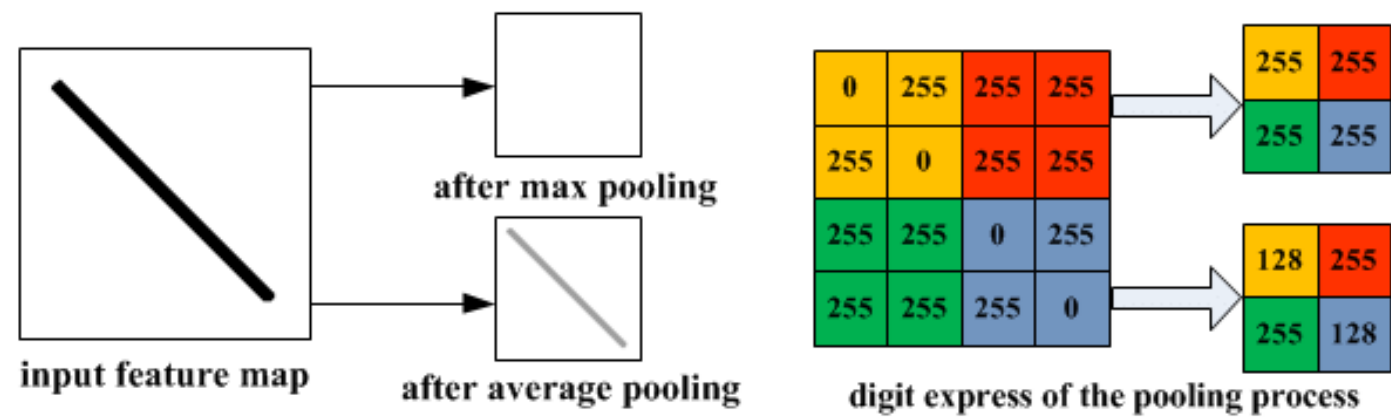 input feature map
after max pooling
after average pooling
0 255 255 255
255 0 255 255
255 255 0 255
255 255 255 0
255 255
255 255
128 255
255 128
digit express of the pooling process